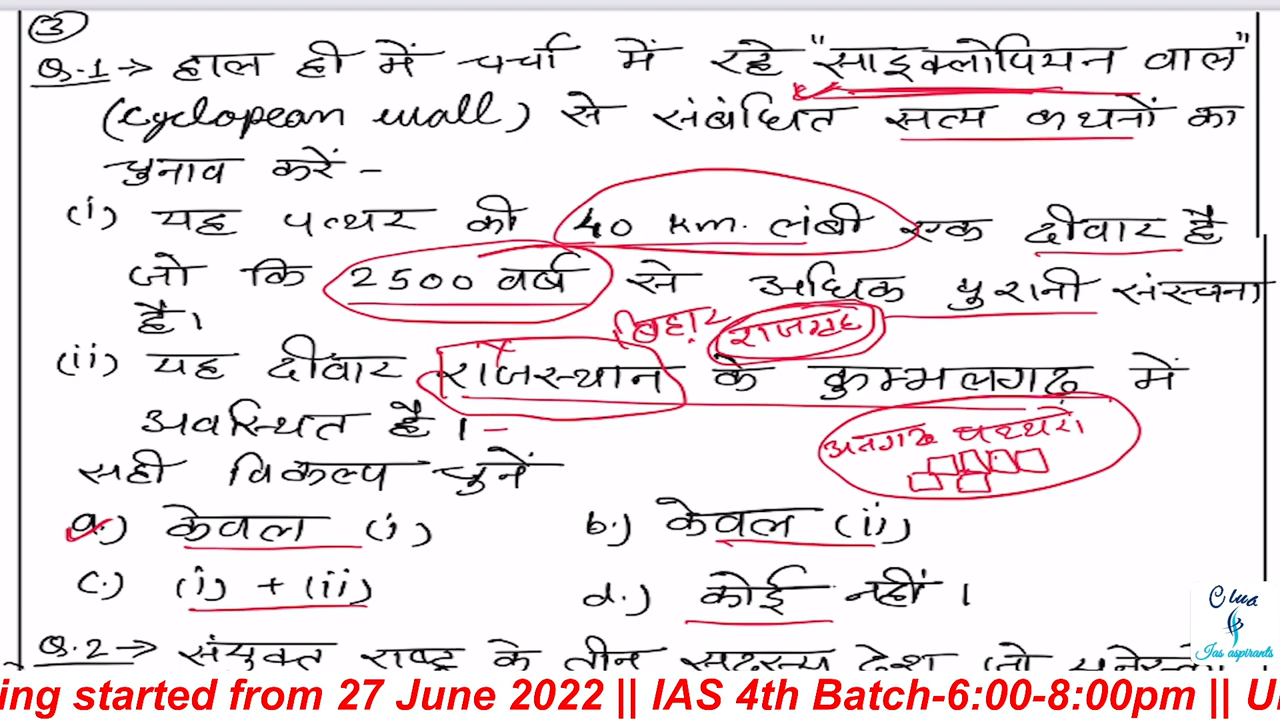 ③
Q.1 → हाल ही में चर्चा में रहे "साइक्लोपियन वाल"
(Cyclopean wall) से संबंधित सत्य कथनों का
चुनाव करें -
(i) यह पत्थर की 40 km. लंबी एक दीवार है
जो कि 2500 वर्ष से अधिक पुरानी संरचना
है।
बिहार राजगृह
(ii) यह दीवार राजस्थान के कुम्भलगढ़ में
अवस्थित है। -
अनगढ़ पत्थरों
सही विकल्प चुनें
a.) केवल (i) b.) केवल (ii)
c.) (i) + (ii) d.) कोई नहीं।
Q.2 → संयुक्त राष्ट्र के तीन सदस्य देश जो
Ias aspirants
ing started from 27 June 2022 || IAS 4th Batch-6:00-8:00pm ||